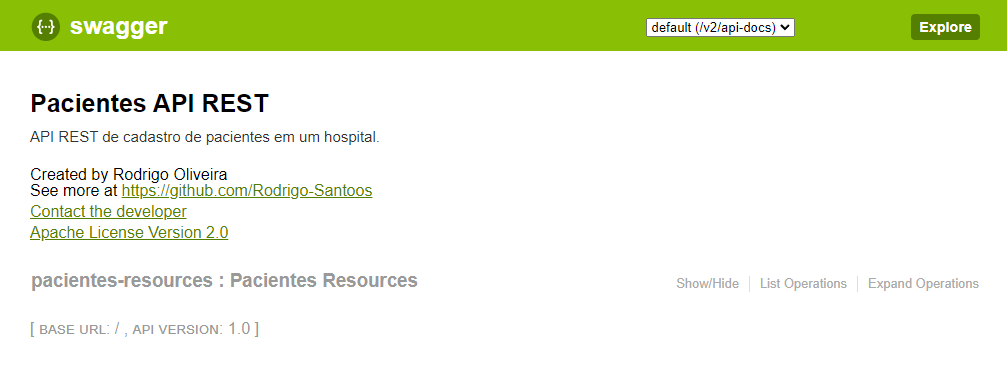 {···} swagger
default (/v2/api-docs)
Explore
Pacientes API REST
API REST de cadastro de pacientes em um hospital.
Created by Rodrigo Oliveira
See more at https://github.com/Rodrigo-Santoos
Contact the developer
Apache License Version 2.0
pacientes-resources : Pacientes Resources
Show/Hide
List Operations
Expand Operations
[ BASE URL: / , API VERSION: 1.0 ]